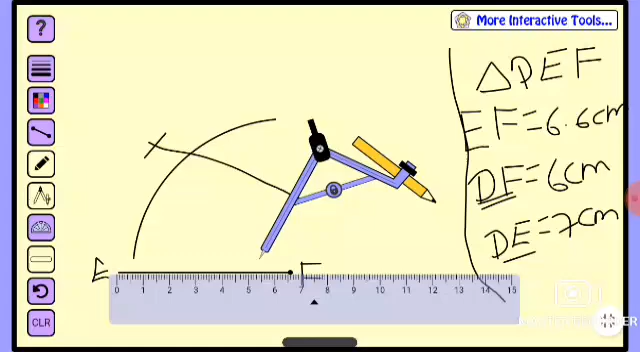 ?
More Interactive Tools...
△DEF
EF=6.6cm
DF=6cm
DE=7cm
E
F
0 1 2 3 4 5 6 7 8 9 10 11 12 13 14 15
CLR